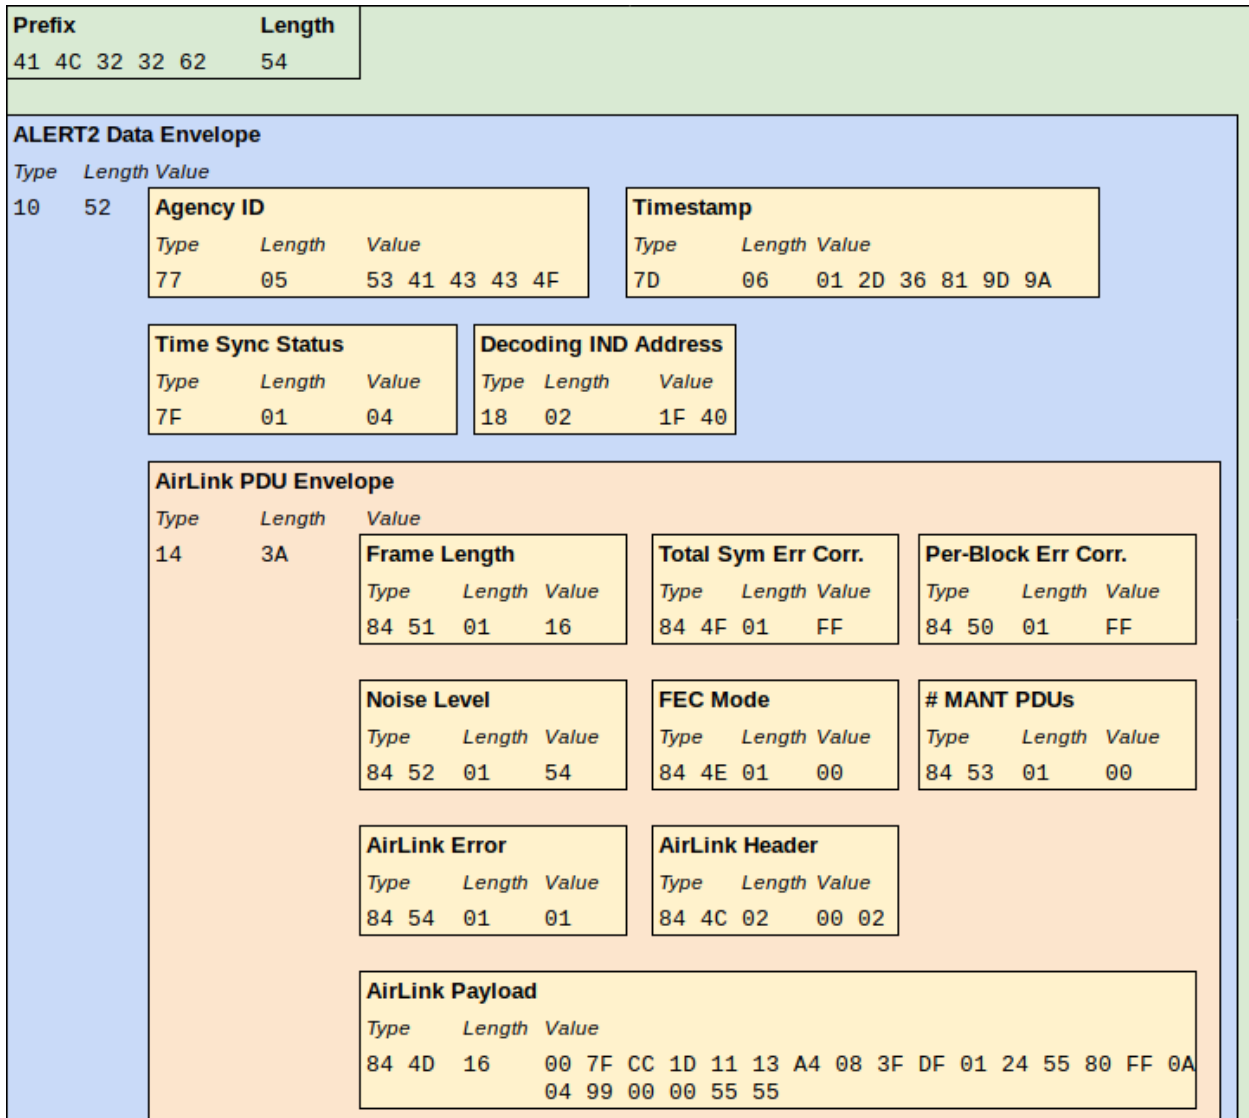 Prefix Length
41 4C 32 32 62 54
ALERT2 Data Envelope
Type Length Value
10 52
Agency ID
Type Length Value
77 05 53 41 43 43 4F
Timestamp
Type Length Value
7D 06 01 2D 36 81 9D 9A
Time Sync Status
Type Length Value
7F 01 04
Decoding IND Address
Type Length Value
18 02 1F 40
AirLink PDU Envelope
Type Length Value
14 3A
Frame Length
Type Length Value
84 51 01 16
Total Sym Err Corr.
Type Length Value
84 4F 01 FF
Per-Block Err Corr.
Type Length Value
84 50 01 FF
Noise Level
Type Length Value
84 52 01 54
FEC Mode
Type Length Value
84 4E 01 00
# MANT PDUs
Type Length Value
84 53 01 00
AirLink Error
Type Length Value
84 54 01 01
AirLink Header
Type Length Value
84 4C 02 00 02
AirLink Payload
Type Length Value
84 4D 16 00 7F CC 1D 11 13 A4 08 3F DF 01 24 55 80 FF 0A
04 99 00 00 55 55